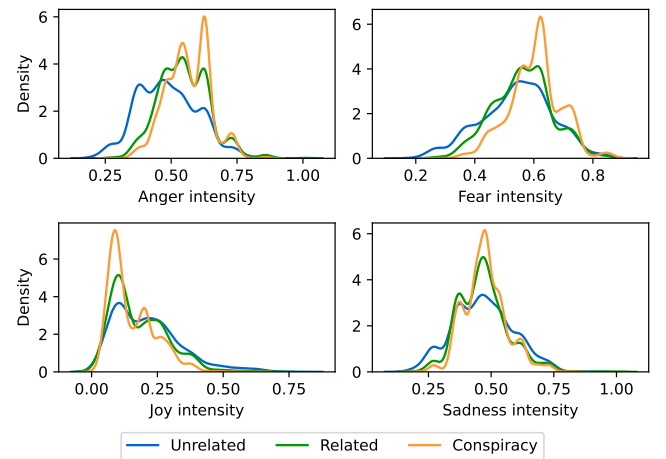 6
4
2
0
Density
0.25 0.50 0.75 1.00
Anger intensity
6
4
2
0
0.2 0.4 0.6 0.8
Fear intensity
6
4
2
0
Density
0.00 0.25 0.50 0.75
Joy intensity
6
4
2
0
0.25 0.50 0.75 1.00
Sadness intensity
Unrelated Related Conspiracy